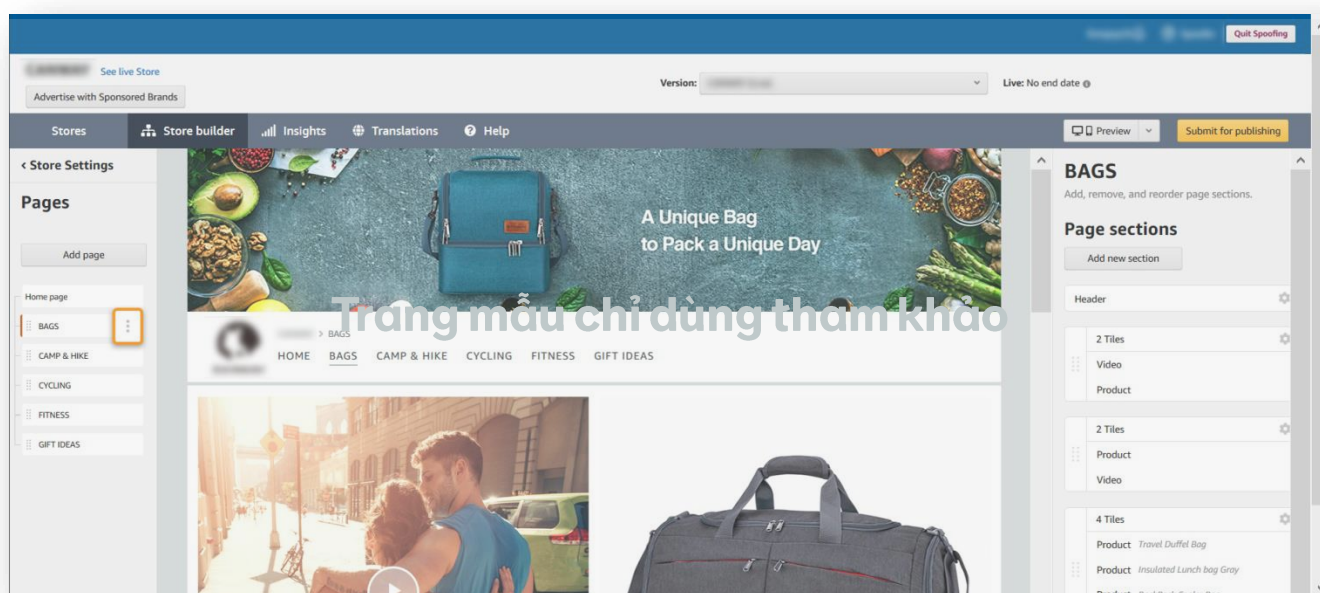 Quit Spoofing
See live Store
Advertise with Sponsored Brands
Version:
Live: No end date
Stores
Store builder
Insights
Translations
Help
Preview
Submit for publishing
‹ Store Settings
Pages
Add page
Home page
BAGS
CAMP & HIKE
CYCLING
FITNESS
GIFT IDEAS
A Unique Bag
to Pack a Unique Day
Trang mẫu chỉ dùng tham khảo
> BAGS
HOME BAGS CAMP & HIKE CYCLING FITNESS GIFT IDEAS
BAGS
Add, remove, and reorder page sections.
Page sections
Add new section
Header
2 Tiles
Video
Product
2 Tiles
Product
Video
4 Tiles
Product Travel Duffel Bag
Product Insulated Lunch bag Gray